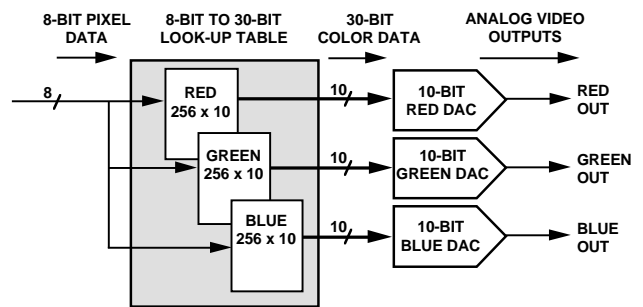 8-BIT PIXEL
DATA
8-BIT TO 30-BIT
LOOK-UP TABLE
30-BIT
COLOR DATA
ANALOG VIDEO
OUTPUTS
8
RED
256 x 10
10
10-BIT
RED DAC
RED
OUT
GREEN
256 x 10
10
10-BIT
GREEN DAC
GREEN
OUT
BLUE
256 x 10
10
10-BIT
BLUE DAC
BLUE
OUT